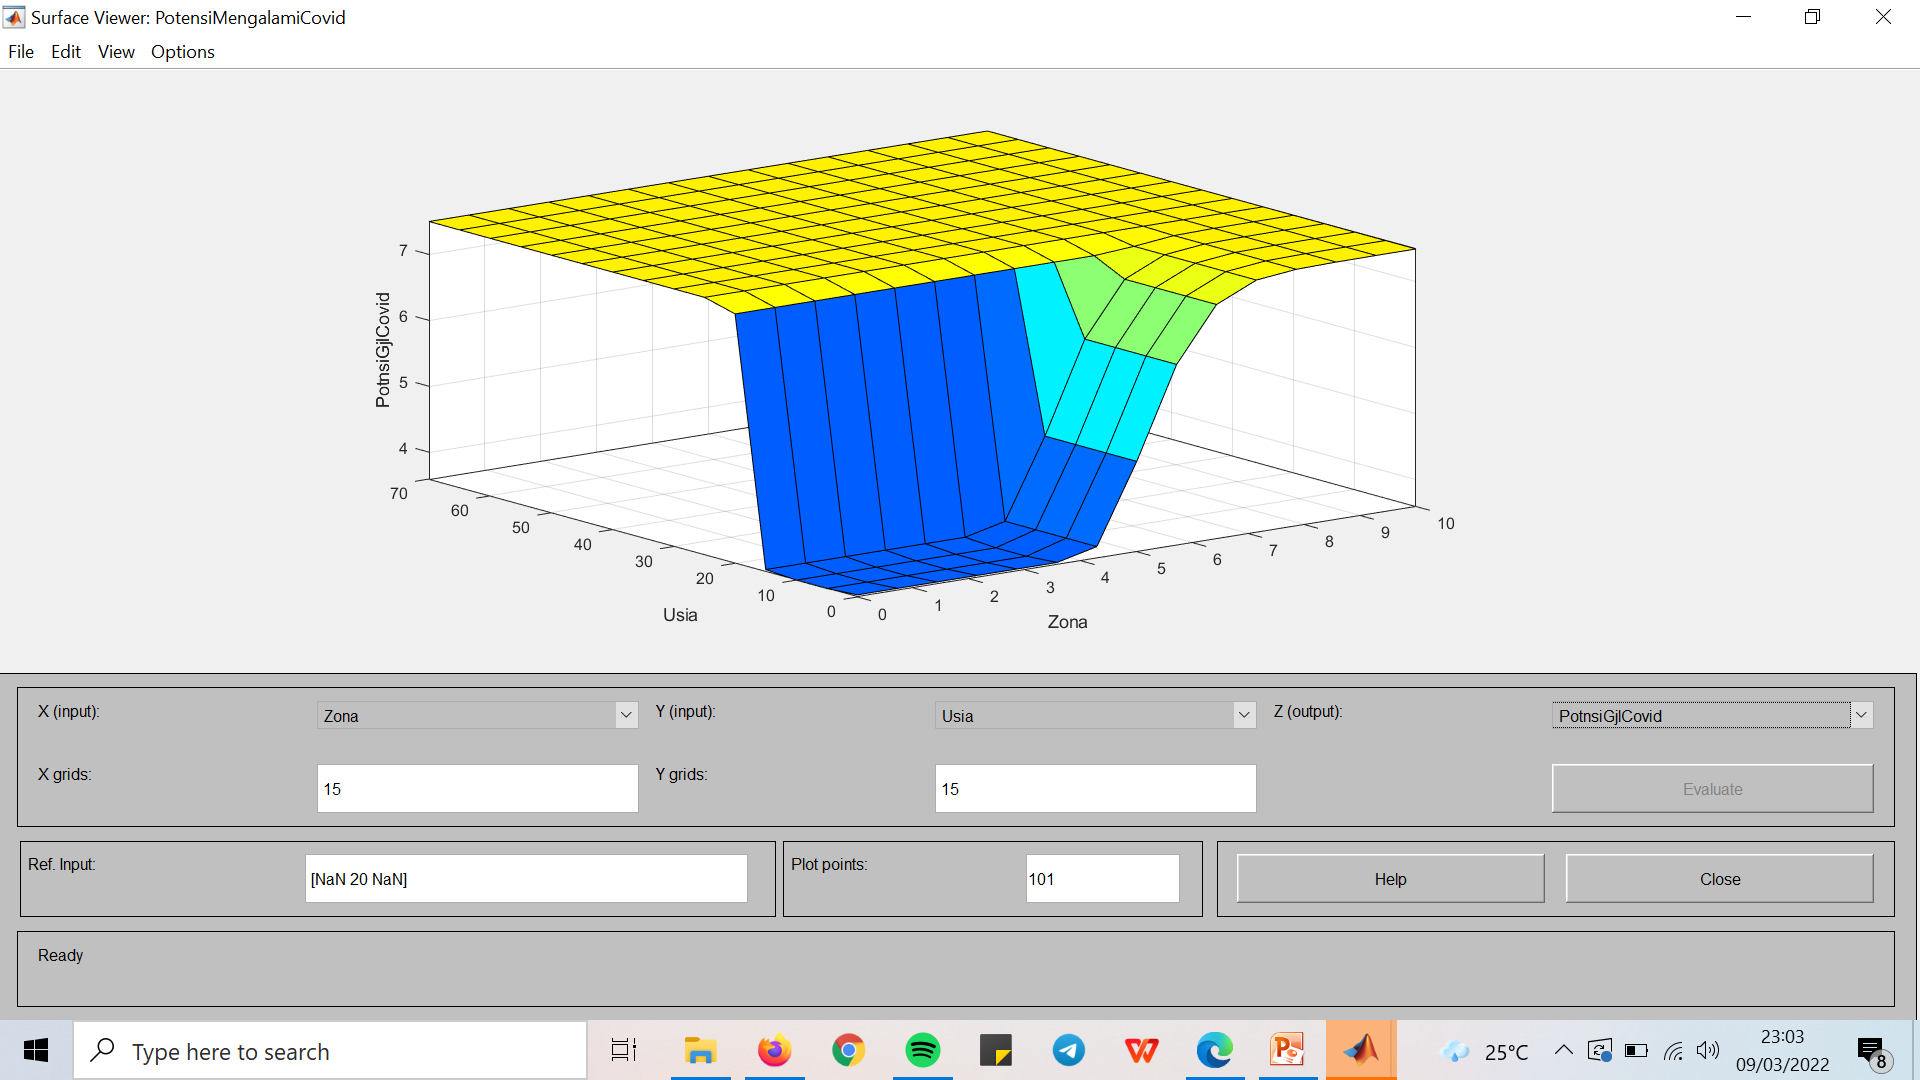 Surface Viewer: PotensiMengalamiCovid
File Edit View Options
PotnsiGjlCovid
7
6
5
4
70
60
50
40
30
20
10
0
Usia
0
1
2
3
4
5
6
7
8
9
10
Zona
X (input): Zona Y (input): Usia Z (output): PotnsiGjlCovid
X grids: 15 Y grids: 15 Evaluate
Ref. Input: [NaN 20 NaN] Plot points: 101 Help Close
Ready
Type here to search
25°C
23:03
09/03/2022
8